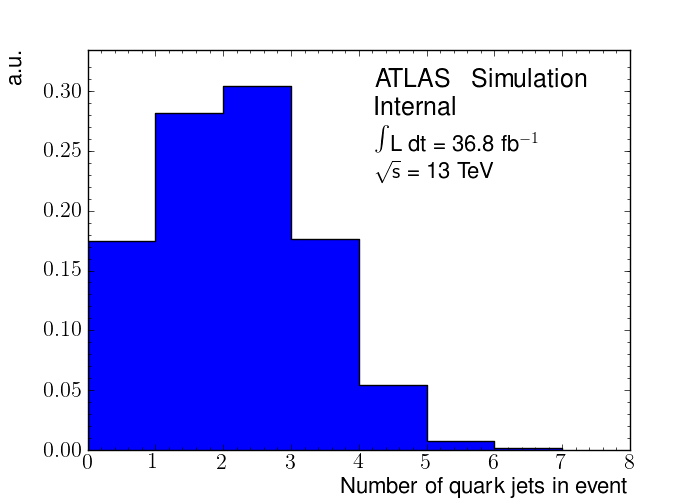 a.u.
0.30
0.25
0.20
0.15
0.10
0.05
0.00
ATLAS Simulation
Internal
∫L dt = 36.8 fb⁻¹
√s = 13 TeV
0 1 2 3 4 5 6 7 8
Number of quark jets in event